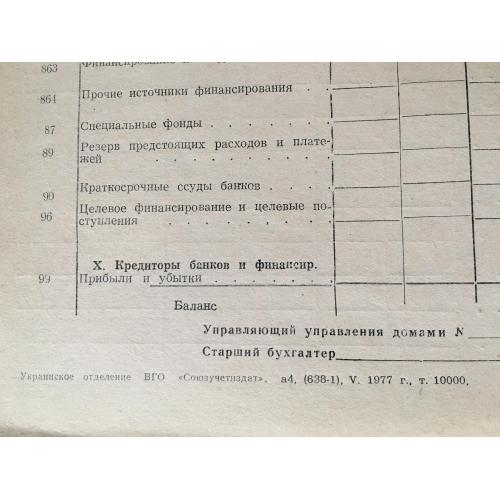 863 Финансирование
864 Прочие источники финансирования . .
87 Специальные фонды . . . . . .
89 Резерв предстоящих расходов и плате-
жей . . . . . . . .
90 Краткосрочные ссуды банков . . . .
96 Целевое финансирование и целевые по-
ступления . . . . . . .
X. Кредиторы банков и финансир.
99 Прибыли и убытки . . . . . .
Баланс
Управляющий управления домами N
Старший бухгалтер
Украинское отделение ВГО «Союзучетиздат», а4, (638-1), V. 1977 г., т. 10000,